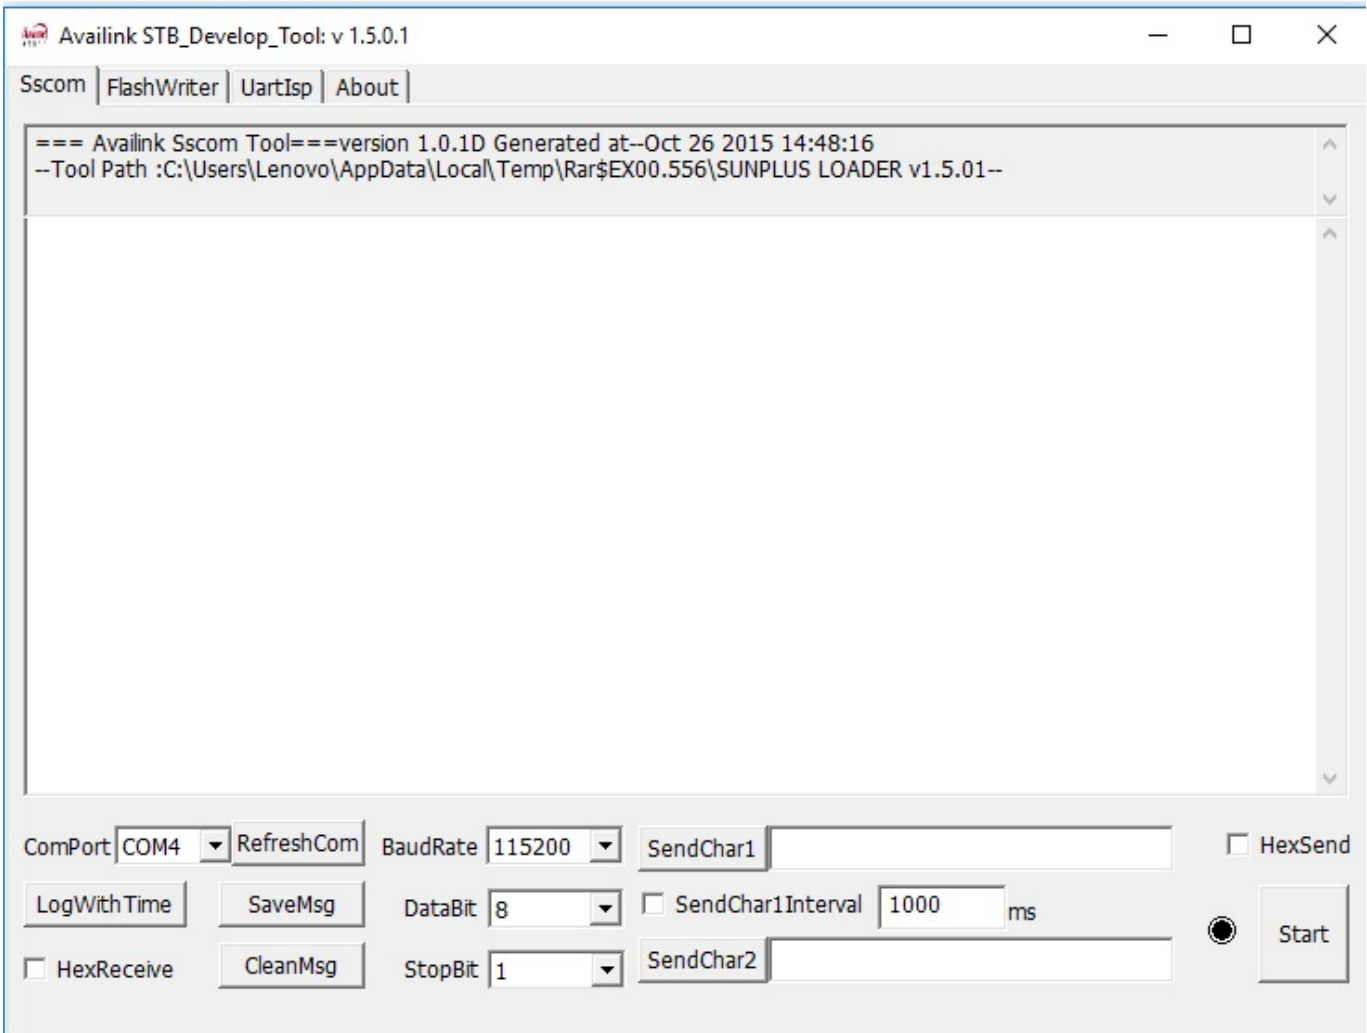 Availink STB_Develop_Tool: v 1.5.0.1
Sscom FlashWriter UartIsp About
=== Availink Sscom Tool===version 1.0.1D Generated at--Oct 26 2015 14:48:16
--Tool Path :C:\Users\Lenovo\AppData\Local\Temp\Rar$EX00.556\SUNPLUS LOADER v1.5.01--
ComPort COM4 RefreshCom BaudRate 115200 SendChar1 HexSend
LogWithTime SaveMsg DataBit 8 SendChar1Interval 1000 ms
HexReceive CleanMsg StopBit 1 SendChar2 Start